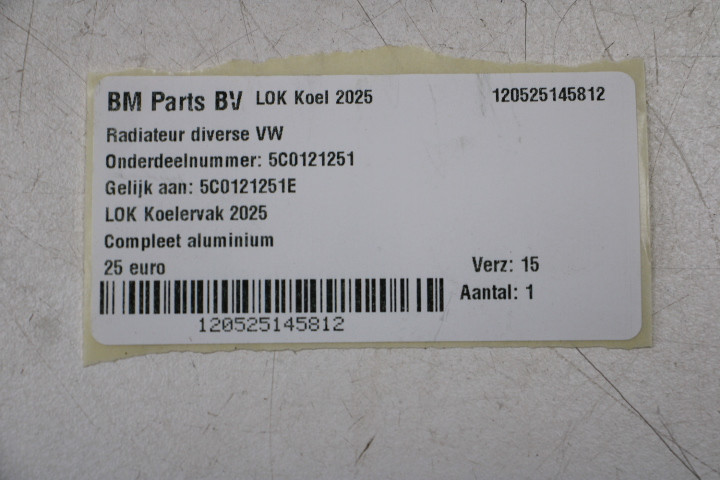 BM Parts BV LOK Koel 2025 120525145812
Radiateur diverse VW
Onderdeelnummer: 5C0121251
Gelijk aan: 5C0121251E
LOK Koelervak 2025
Compleet aluminium
25 euro Verz: 15
Aantal: 1
120525145812